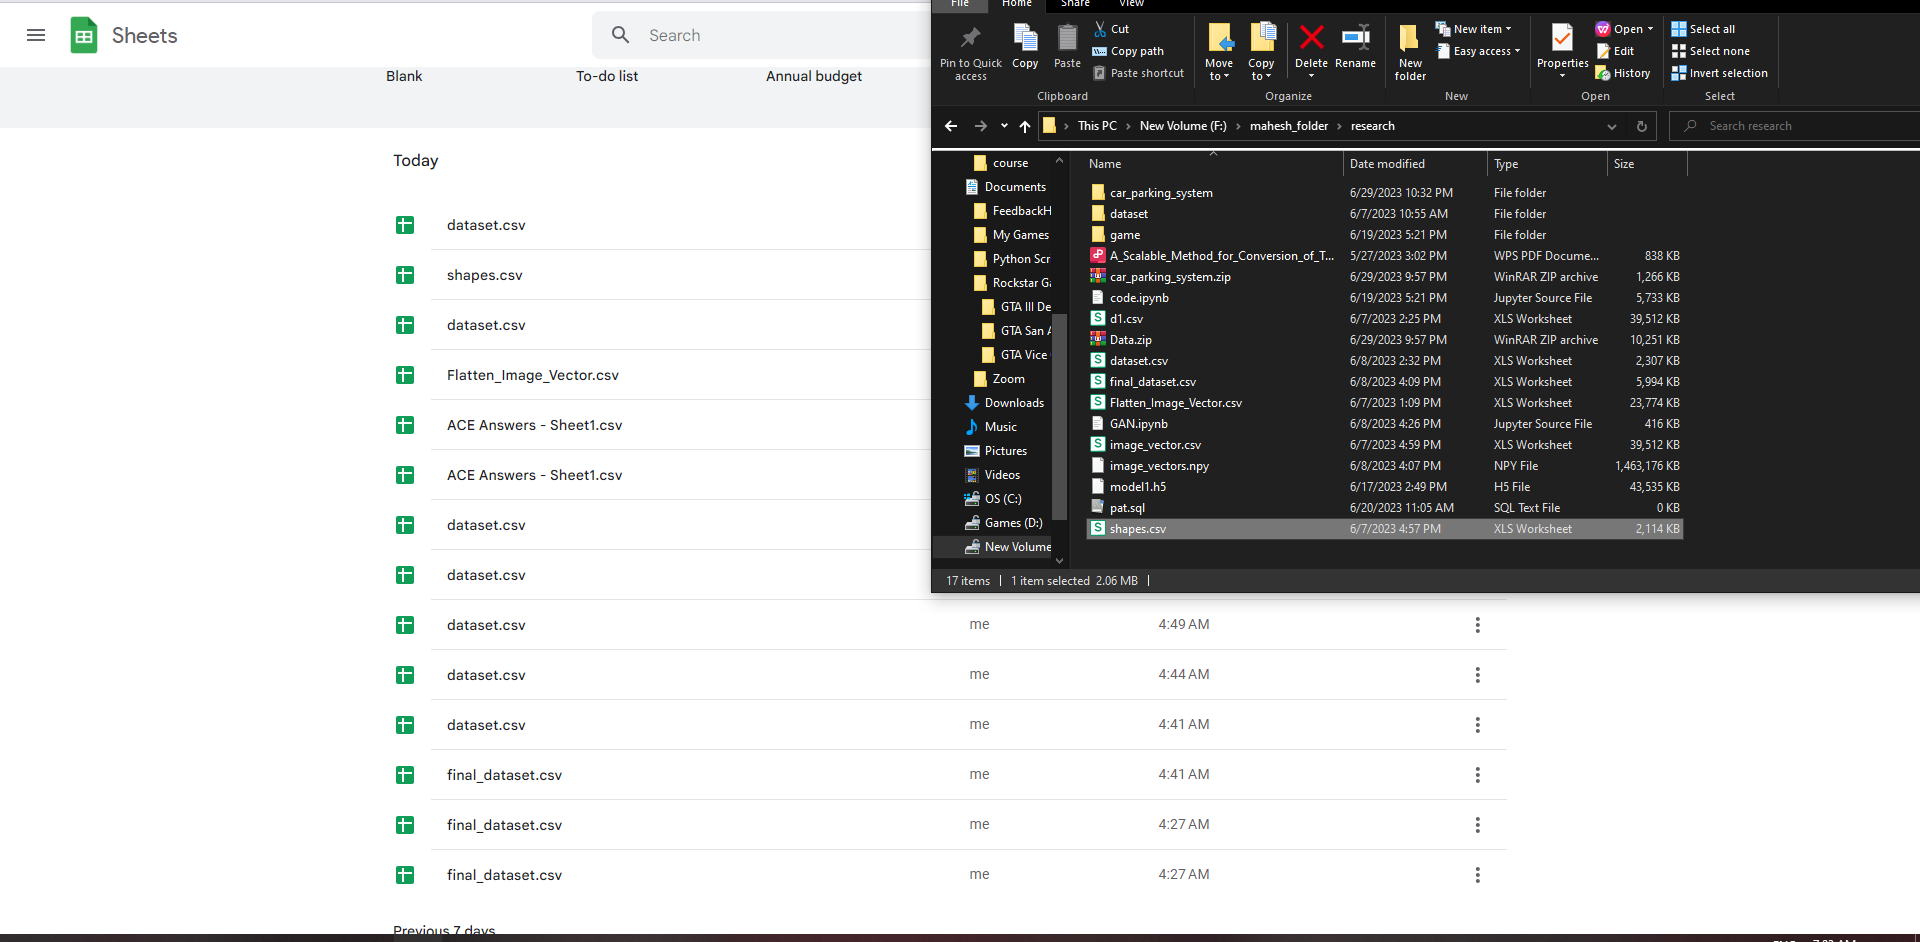 Sheets
Search
Blank To-do list Annual budget
Today
dataset.csv
shapes.csv
dataset.csv
Flatten_Image_Vector.csv
ACE Answers - Sheet1.csv
ACE Answers - Sheet1.csv
dataset.csv
dataset.csv
dataset.csv me 4:49 AM
dataset.csv me 4:44 AM
dataset.csv me 4:41 AM
final_dataset.csv me 4:41 AM
final_dataset.csv me 4:27 AM
final_dataset.csv me 4:27 AM
Previous 7 days
File Home Share View
Pin to Quick access
Copy
Paste
Cut
Copy path
Paste shortcut
Clipboard
Move to
Copy to
Delete
Rename
Organize
New folder
New item
Easy access
New
Properties
Open
Edit
History
Open
Select all
Select none
Invert selection
Select
This PC New Volume (F:) mahesh_folder research
Search research
course
Documents
FeedbackH
My Games
Python Scr
Rockstar Ga
GTA III De
GTA San A
GTA Vice
Zoom
Downloads
Music
Pictures
Videos
OS (C:)
Games (D:)
New Volume
Name Date modified Type Size
car_parking_system 6/29/2023 10:32 PM File folder
dataset 6/7/2023 10:55 AM File folder
game 6/19/2023 5:21 PM File folder
A_Scalable_Method_for_Conversion_of_T... 5/27/2023 3:02 PM WPS PDF Docume... 838 KB
car_parking_system.zip 6/29/2023 9:57 PM WinRAR ZIP archive 1,266 KB
code.ipynb 6/19/2023 5:21 PM Jupyter Source File 5,733 KB
d1.csv 6/7/2023 2:25 PM XLS Worksheet 39,512 KB
Data.zip 6/29/2023 9:57 PM WinRAR ZIP archive 10,251 KB
dataset.csv 6/8/2023 2:32 PM XLS Worksheet 2,307 KB
final_dataset.csv 6/8/2023 4:09 PM XLS Worksheet 5,994 KB
Flatten_Image_Vector.csv 6/7/2023 1:09 PM XLS Worksheet 23,774 KB
GAN.ipynb 6/8/2023 4:26 PM Jupyter Source File 416 KB
image_vector.csv 6/7/2023 4:59 PM XLS Worksheet 39,512 KB
image_vectors.npy 6/8/2023 4:07 PM NPY File 1,463,176 KB
model1.h5 6/17/2023 2:49 PM H5 File 43,535 KB
pat.sql 6/20/2023 11:05 AM SQL Text File 0 KB
shapes.csv 6/7/2023 4:57 PM XLS Worksheet 2,114 KB
17 items 1 item selected 2.06 MB